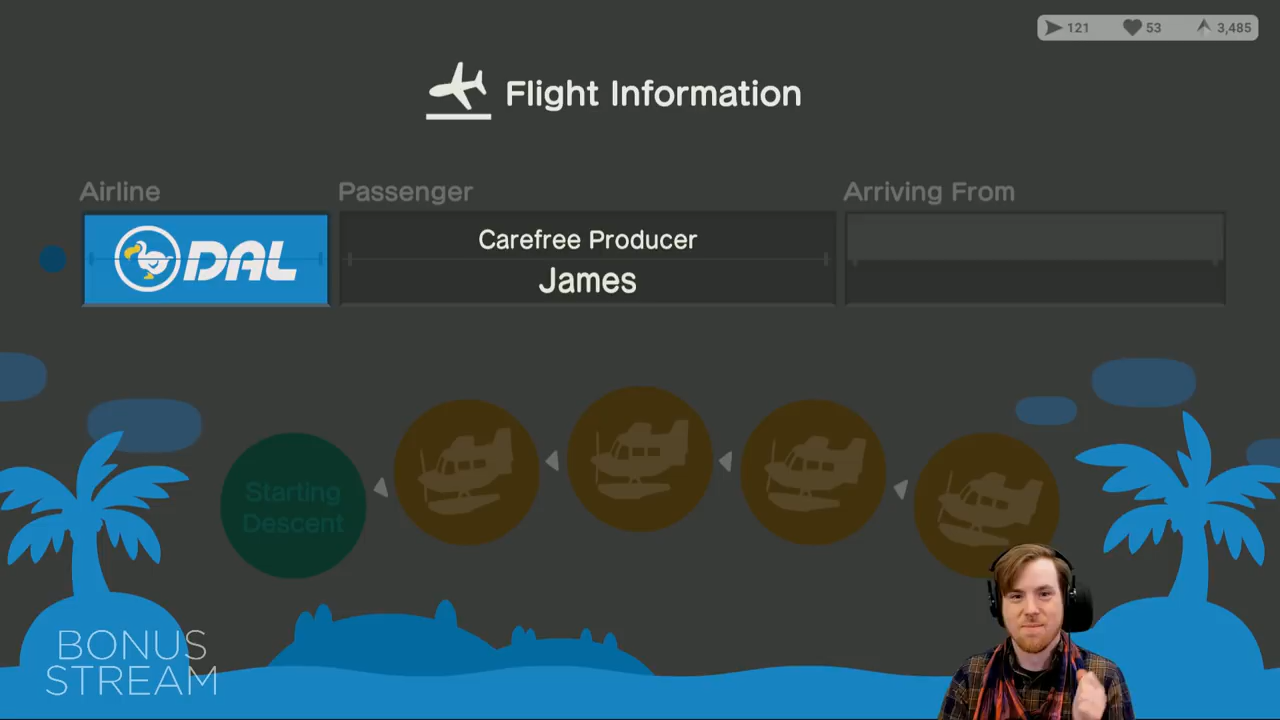 121 53 3,485
Flight Information
Airline Passenger Arriving From
DAL
Carefree Producer
James
Starting
Descent
BONUS
STREAM